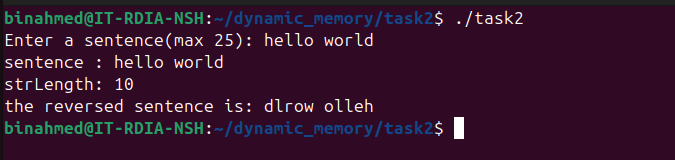 binahmed@IT-RDIA-NSH:~/dynamic_memory/task2$ ./task2
Enter a sentence(max 25): hello world
sentence : hello world
strLength: 10
the reversed sentence is: dlrow olleh
binahmed@IT-RDIA-NSH:~/dynamic_memory/task2$